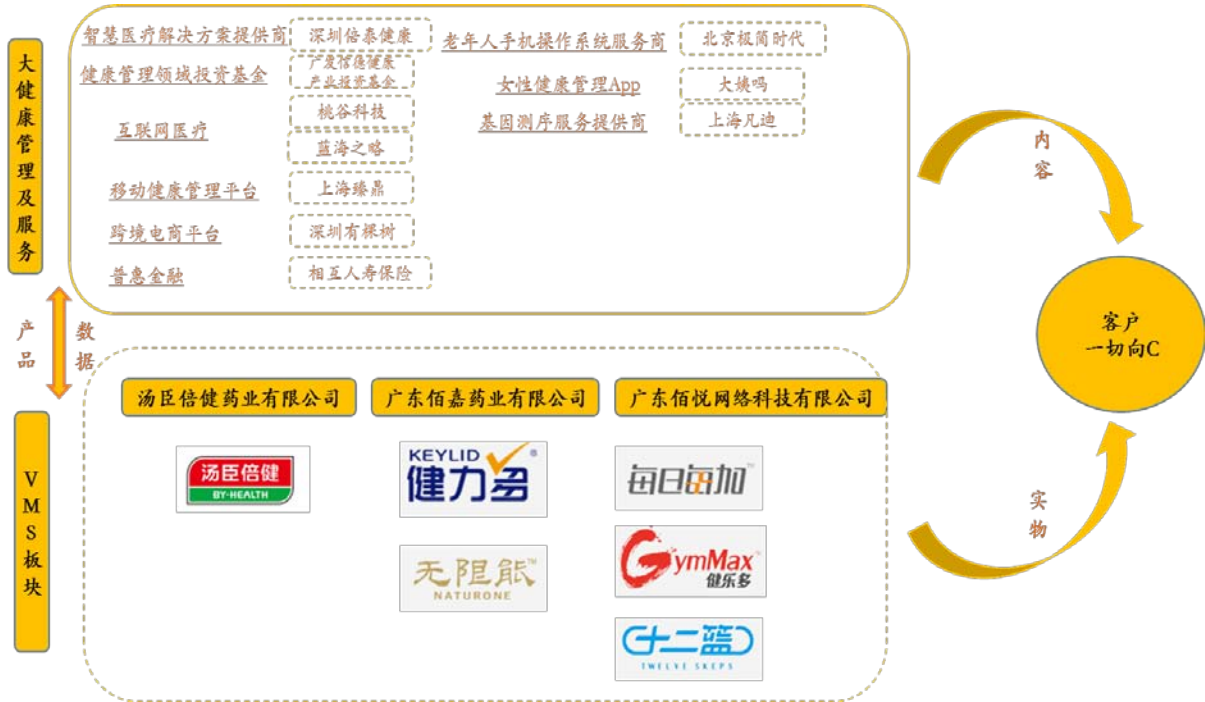 大健康管理及服务
智慧医疗解决方案提供商
深圳倍泰健康
健康管理领域投资基金
广发信德健康
产业投资基金
互联网医疗
桃谷科技
蓝海之略
移动健康管理平台
上海臻鼎
跨境电商平台
深圳有棵树
普惠金融
相互人寿保险
老年人手机操作系统服务商
北京极简时代
女性健康管理App
大姨吗
基因测序服务提供商
上海凡迪
内容
产品
数据
客户
一切向C
VMS板块
汤臣倍健药业有限公司
汤臣倍健
BY-HEALTH
广东佰嘉药业有限公司
KEYLID
健力多®
无限能™
NATURONE
广东佰悦网络科技有限公司
每日每加™
GymMax™
健乐多
十二篮
TWELVE SKEPS
实物